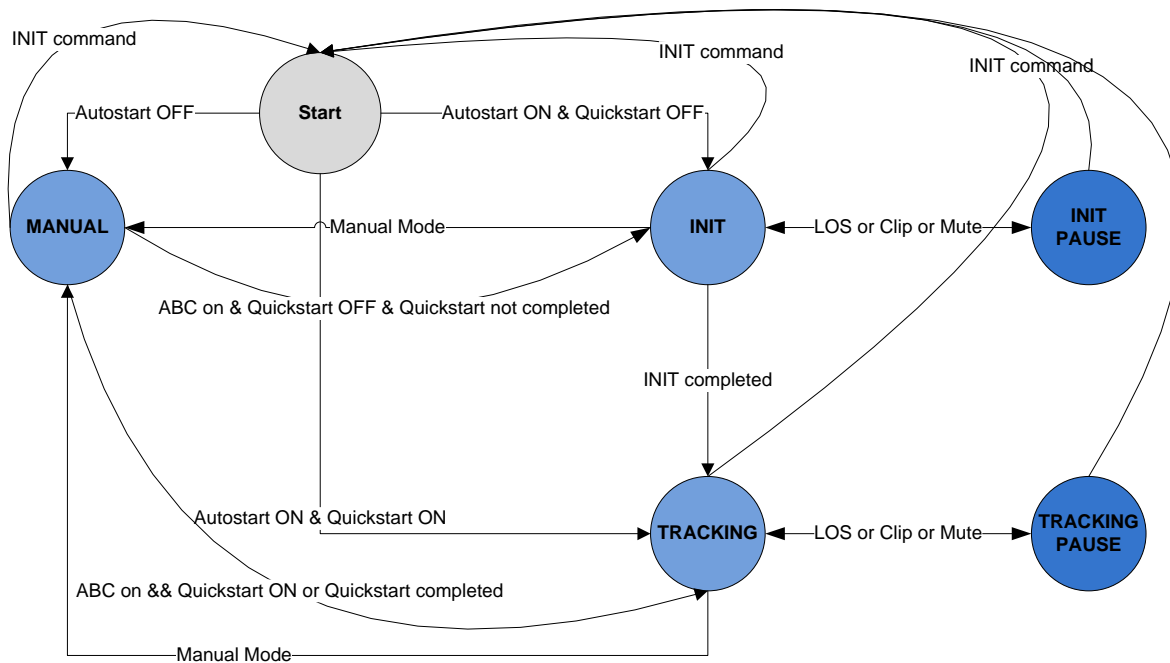 INIT command
INIT command
INIT command
Autostart OFF
Start
Autostart ON & Quickstart OFF
MANUAL
Manual Mode
INIT
LOS or Clip or Mute
INIT
PAUSE
ABC on & Quickstart OFF & Quickstart not completed
INIT completed
Autostart ON & Quickstart ON
TRACKING
LOS or Clip or Mute
TRACKING
PAUSE
ABC on && Quickstart ON or Quickstart completed
Manual Mode